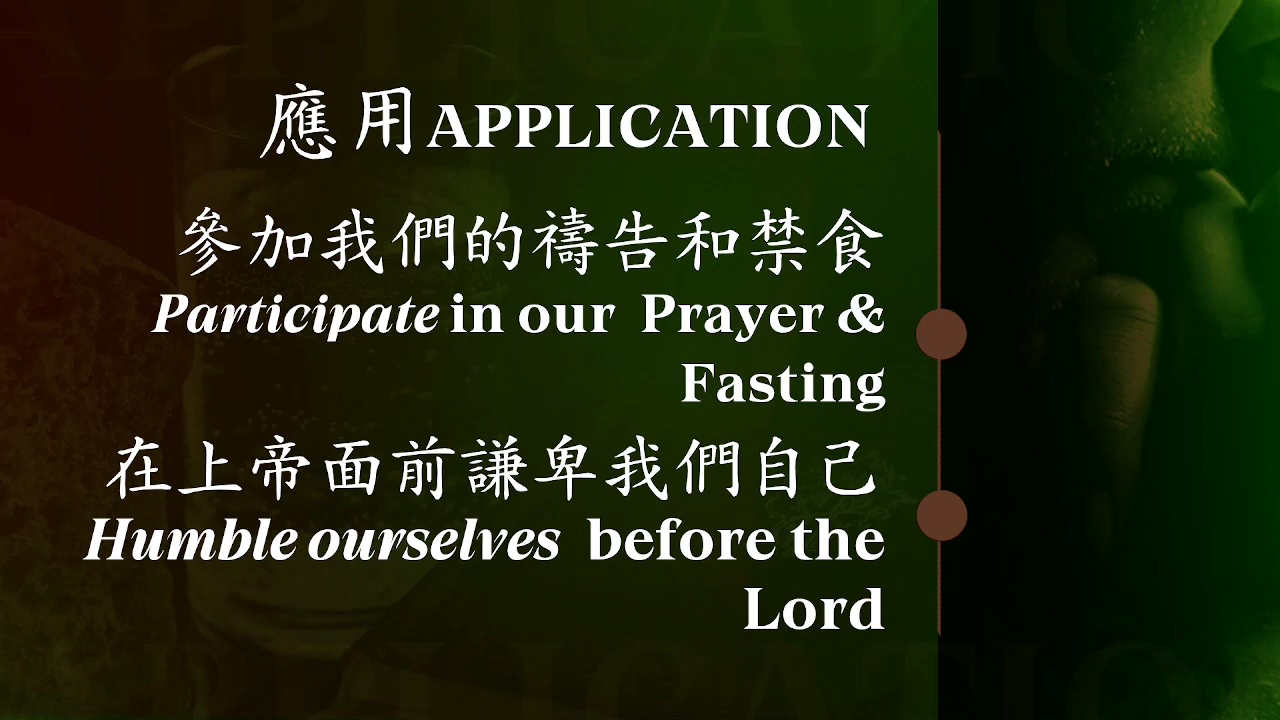 應用APPLICATION
參加我們的禱告和禁食
Participate in our Prayer &
Fasting
在上帝面前謙卑我們自己
Humble ourselves before the
Lord